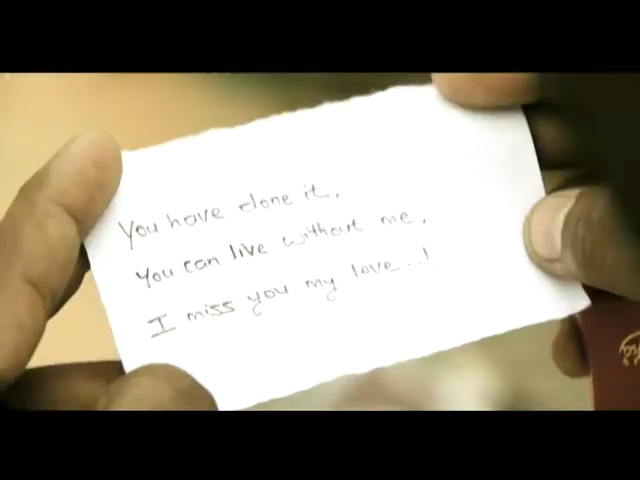 You have done it,
You can live without me,
I miss you my love...!